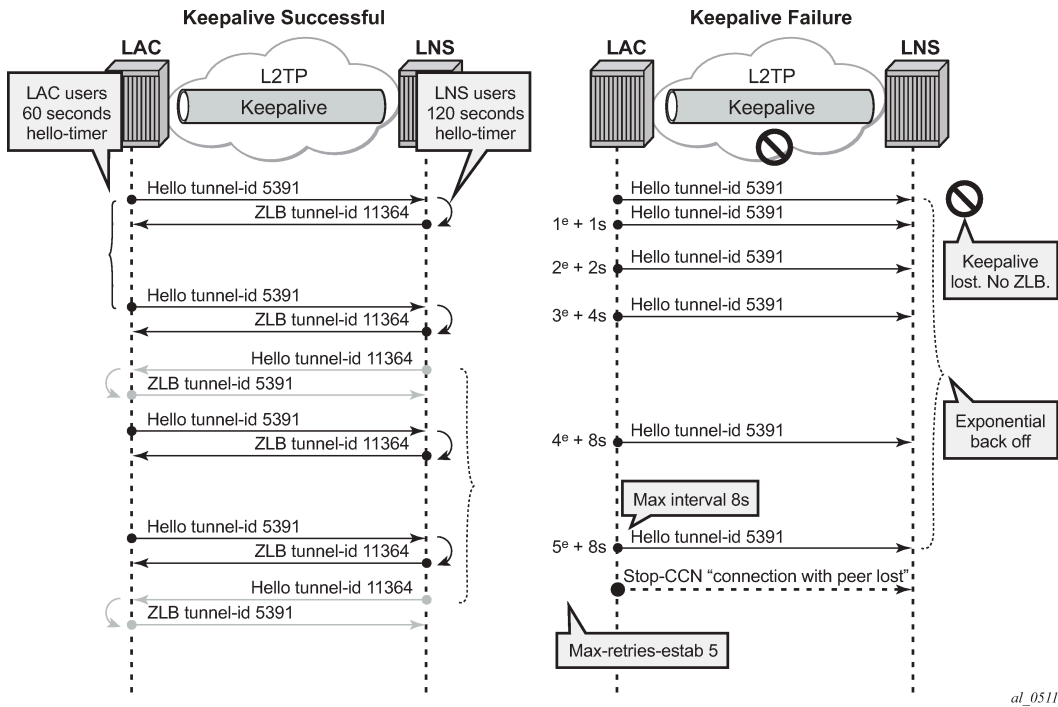 Keepalive Successful
LAC
LNS
L2TP
Keepalive
LAC users
60 seconds
hello-timer
LNS users
120 seconds
hello-timer
Hello tunnel-id 5391
ZLB tunnel-id 11364
Hello tunnel-id 5391
ZLB tunnel-id 11364
Hello tunnel-id 11364
ZLB tunnel-id 5391
Hello tunnel-id 5391
ZLB tunnel-id 11364
Hello tunnel-id 5391
ZLB tunnel-id 11364
Hello tunnel-id 11364
ZLB tunnel-id 5391
Keepalive Failure
LAC
LNS
L2TP
Keepalive
Hello tunnel-id 5391
1ᵉ + 1s
Hello tunnel-id 5391
Keepalive
lost. No ZLB.
2ᵉ + 2s
Hello tunnel-id 5391
3ᵉ + 4s
Hello tunnel-id 5391
Exponential
back off
4ᵉ + 8s
Hello tunnel-id 5391
Max interval 8s
5ᵉ + 8s
Hello tunnel-id 5391
Stop-CCN “connection with peer lost”
Max-retries-estab 5
al_0511